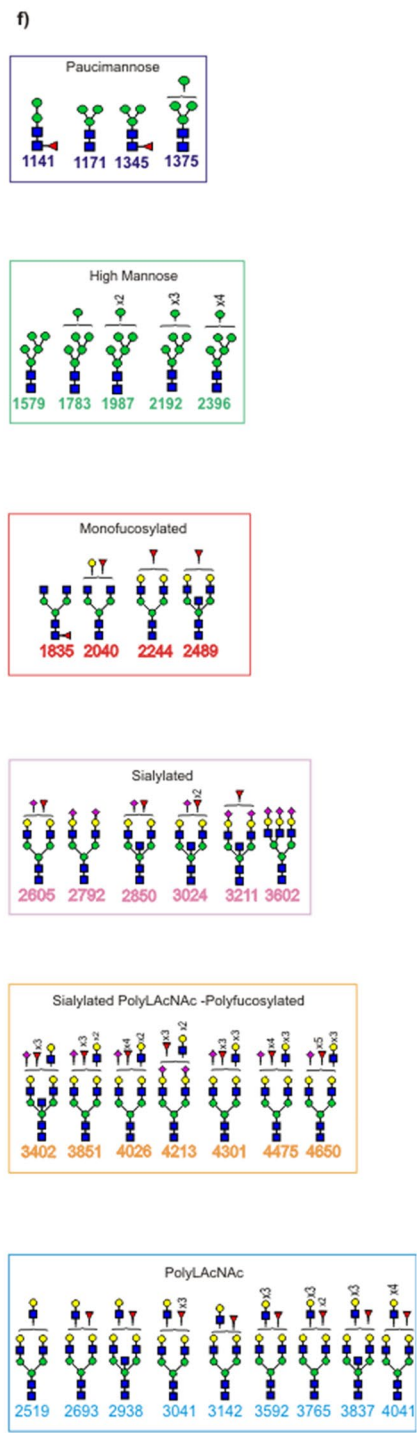 f)
Paucimannose
1141 1171 1345 1375
High Mannose
x2 x3 x4
1579 1783 1987 2192 2396
Monofucosylated
1835 2040 2244 2489
Sialylated
x2
2605 2792 2850 3024 3211 3602
Sialylated PolyLAcNAc -Polyfucosylated
x3 x3 x2 x4 x2 x3 x2 x3 x3 x4 x3 x5 x3
3402 3851 4026 4213 4301 4475 4650
PolyLAcNAc
x3 x3 x3 x2 x3 x4
2519 2693 2938 3041 3142 3592 3765 3837 4041